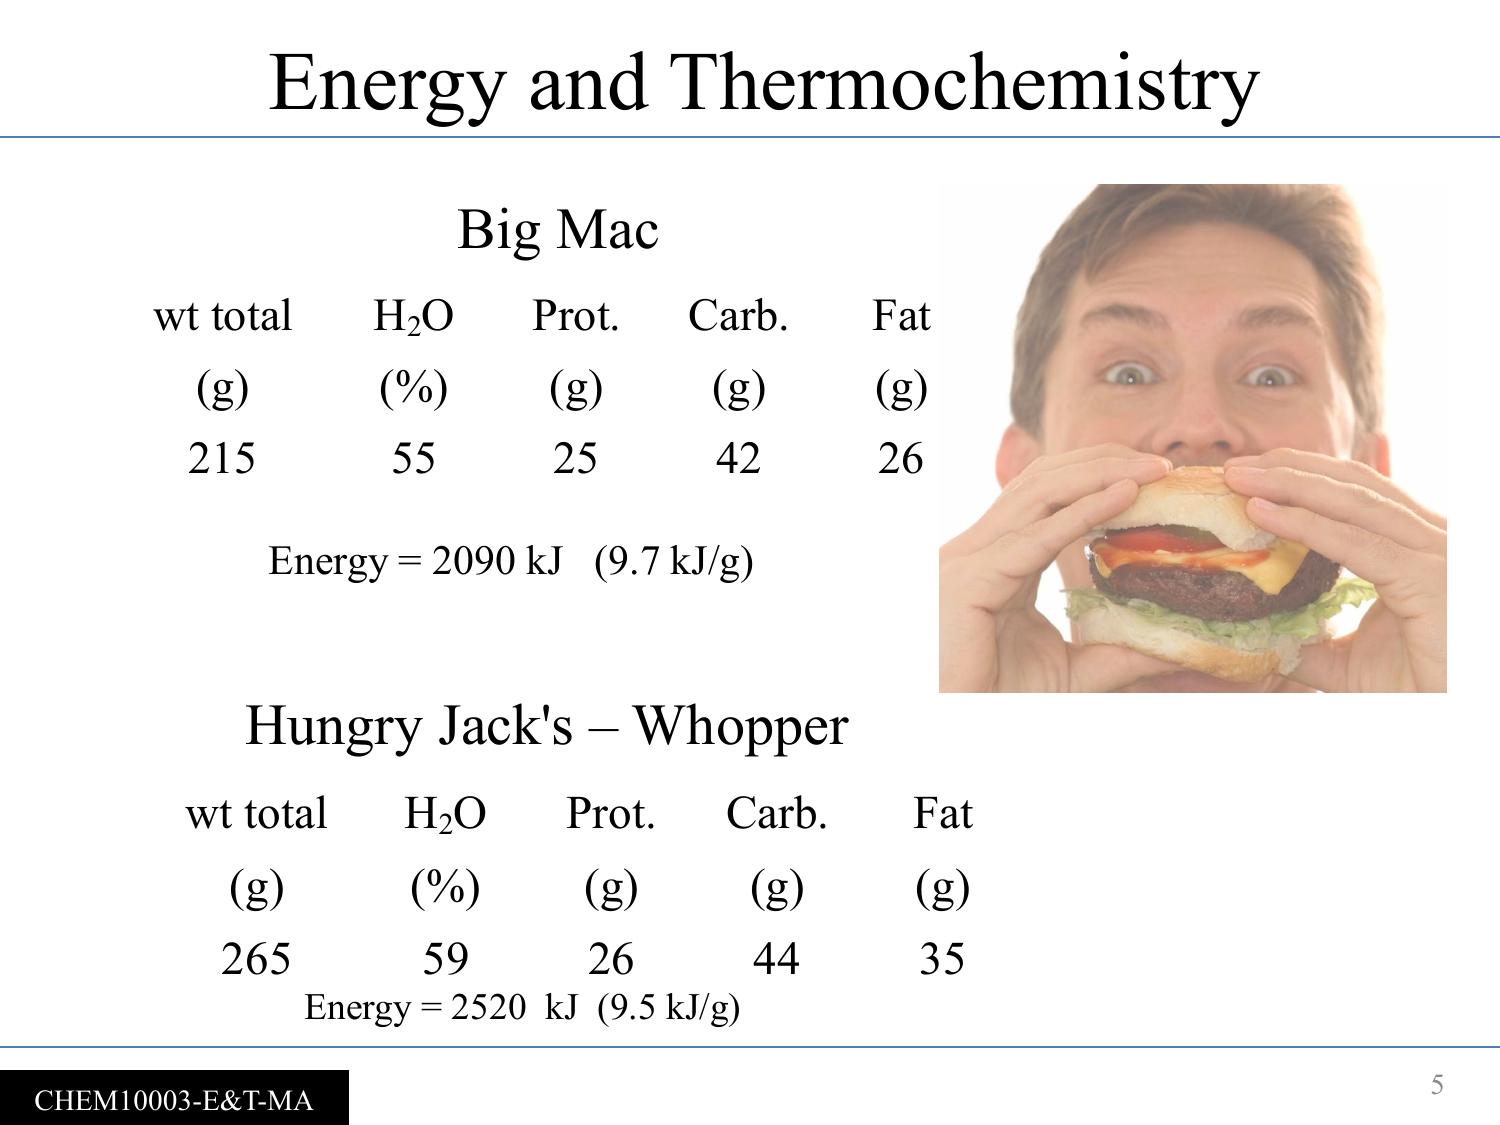 Energy and Thermochemistry
Big Mac
wt total H₂O Prot. Carb. Fat
(g) (%) (g) (g) (g)
215 55 25 42 26
Energy = 2090 kJ (9.7 kJ/g)
Hungry Jack's – Whopper
wt total H₂O Prot. Carb. Fat
(g) (%) (g) (g) (g)
265 59 26 44 35
Energy = 2520 kJ (9.5 kJ/g)
CHEM10003-E&T-MA
5